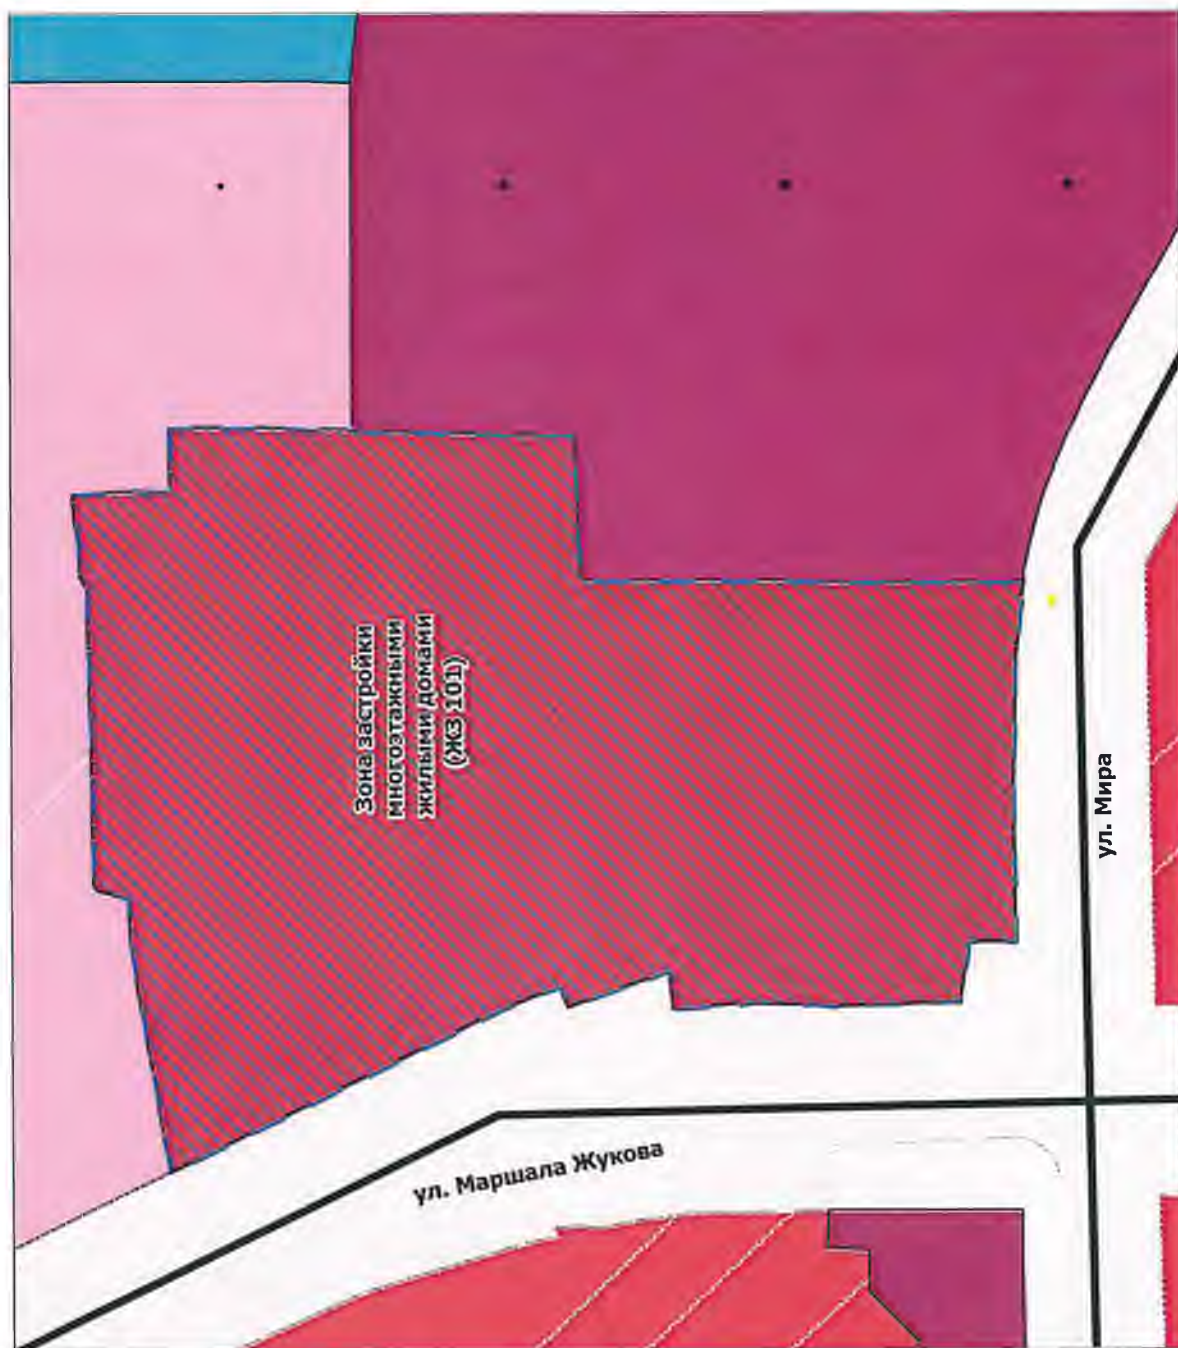 Зона застройки
многоэтажными
жилыми домами
(ЖЗ 101)
ул. Мира
ул. Маршала Жукова